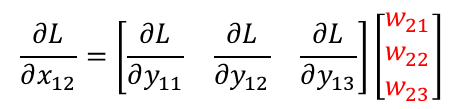 ∂L/∂x₁₂ = [∂L/∂y₁₁ ∂L/∂y₁₂ ∂L/∂y₁₃] [w₂₁ w₂₂ w₂₃]